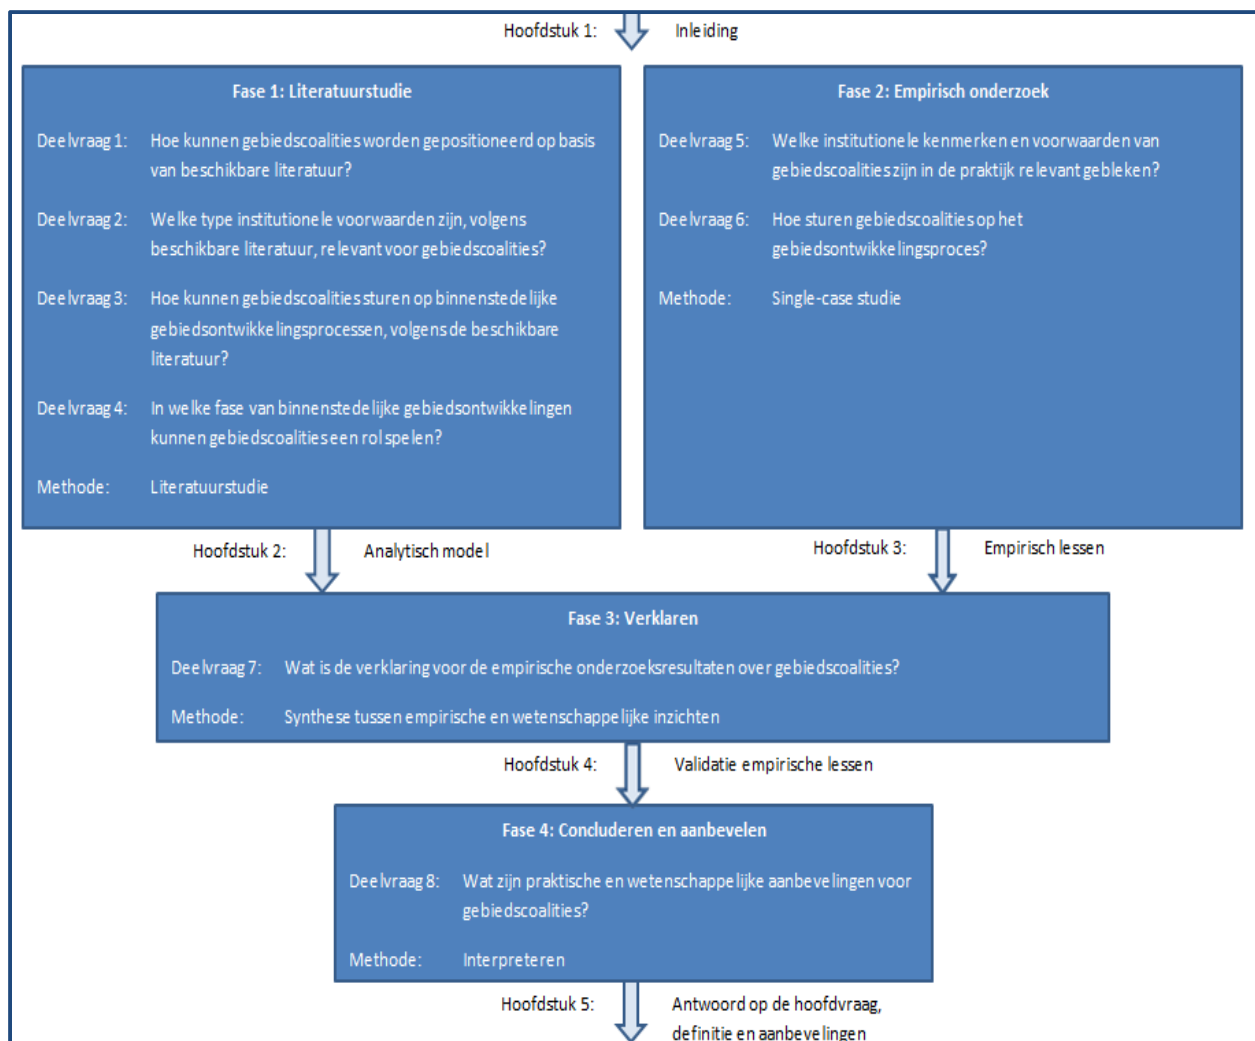 Hoofdstuk 1: Inleiding
Fase 1: Literatuurstudie
Deelvraag 1: Hoe kunnen gebiedscoalities worden gepositioneerd op basis
van beschikbare literatuur?
Deelvraag 2: Welke type institutionele voorwaarden zijn, volgens
beschikbare literatuur, relevant voor gebiedscoalities?
Deelvraag 3: Hoe kunnen gebiedscoalities sturen op binnenstedelijke
gebiedsontwikkelingsprocessen, volgens de beschikbare
literatuur?
Deelvraag 4: In welke fase van binnenstedelijke gebiedsontwikkelingen
kunnen gebiedscoalities een rol spelen?
Methode: Literatuurstudie
Fase 2: Empirisch onderzoek
Deelvraag 5: Welke institutionele kenmerken en voorwaarden van
gebiedscoalities zijn in de praktijk relevant gebleken?
Deelvraag 6: Hoe sturen gebiedscoalities op het
gebiedsontwikkelingsproces?
Methode: Single-case studie
Hoofdstuk 2: Analytisch model
Hoofdstuk 3: Empirisch lessen
Fase 3: Verklaren
Deelvraag 7: Wat is de verklaring voor de empirische onderzoeksresultaten over gebiedscoalities?
Methode: Synthese tussen empirische en wetenschappelijke inzichten
Hoofdstuk 4: Validatie empirische lessen
Fase 4: Concluderen en aanbevelen
Deelvraag 8: Wat zijn praktische en wetenschappelijke aanbevelingen voor
gebiedscoalities?
Methode: Interpreteren
Hoofdstuk 5: Antwoord op de hoofdvraag,
definitie en aanbevelingen